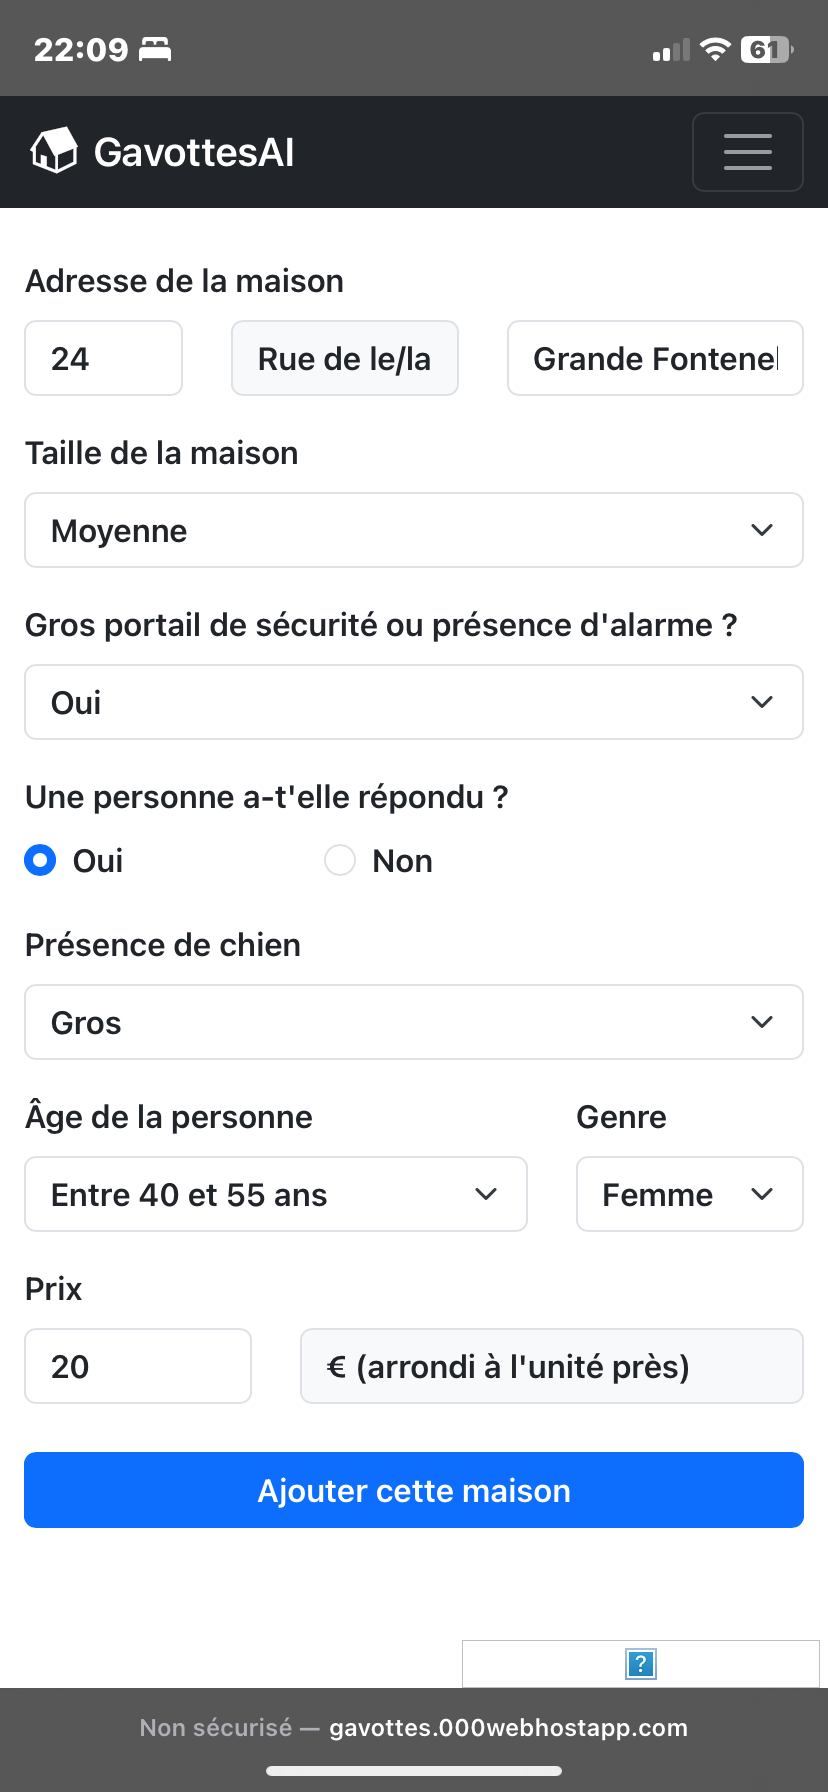 22:09
61
GavottesAI
Adresse de la maison
24 Rue de le/la Grande Fontenel
Taille de la maison
Moyenne
Gros portail de sécurité ou présence d'alarme ?
Oui
Une personne a-t'elle répondu ?
Oui Non
Présence de chien
Gros
Âge de la personne Genre
Entre 40 et 55 ans Femme
Prix
20 € (arrondi à l'unité près)
Ajouter cette maison
?
Non sécurisé — gavottes.000webhostapp.com